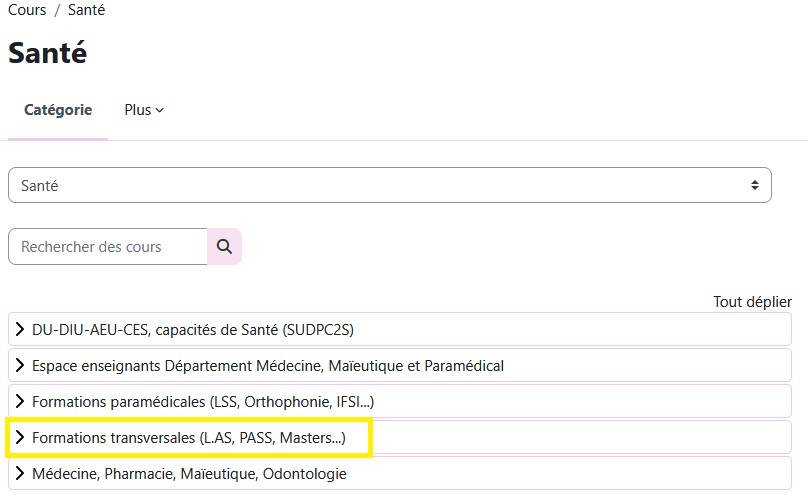 Cours / Santé
Santé
Catégorie Plus
Santé
Rechercher des cours
Tout déplier
DU-DIU-AEU-CES, capacités de Santé (SUDPC2S)
Espace enseignants Département Médecine, Maïeutique et Paramédical
Formations paramédicales (LSS, Orthophonie, IFSI...)
Formations transversales (L.AS, PASS, Masters...)
Médecine, Pharmacie, Maïeutique, Odontologie